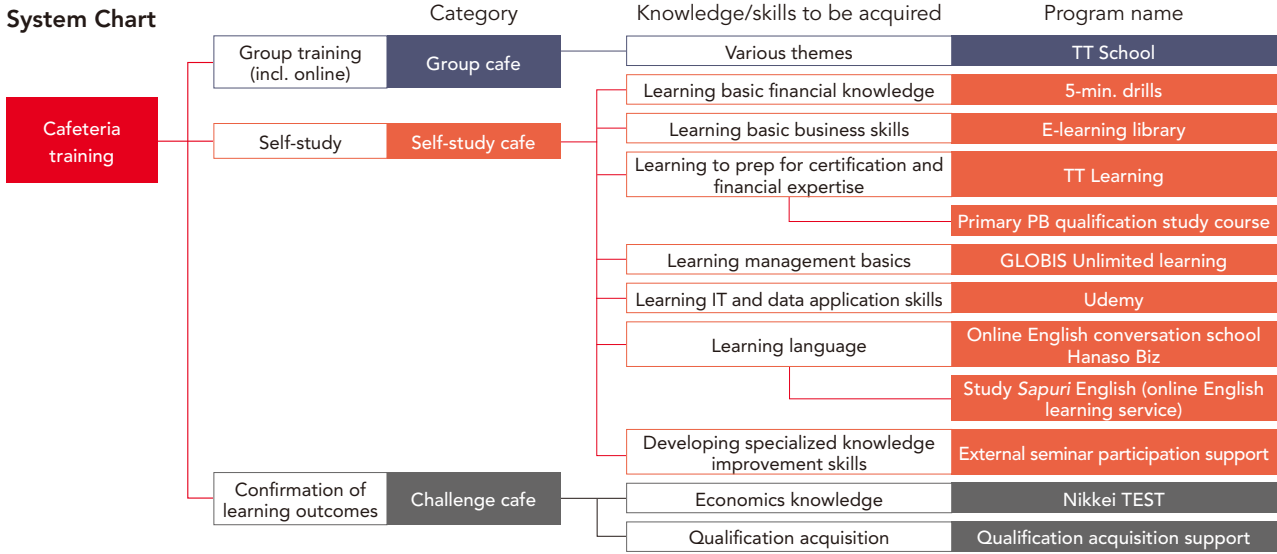 System Chart
Category
Knowledge/skills to be acquired
Program name
Cafeteria
training
Group training
(incl. online)
Group cafe
Various themes
TT School
Self-study
Self-study cafe
Learning basic financial knowledge
5-min. drills
Learning basic business skills
E-learning library
Learning to prep for certification and
financial expertise
TT Learning
Primary PB qualification study course
Learning management basics
GLOBIS Unlimited learning
Learning IT and data application skills
Udemy
Learning language
Online English conversation school
Hanaso Biz
Study Sapuri English (online English
learning service)
Developing specialized knowledge
improvement skills
External seminar participation support
Confirmation of
learning outcomes
Challenge cafe
Economics knowledge
Nikkei TEST
Qualification acquisition
Qualification acquisition support